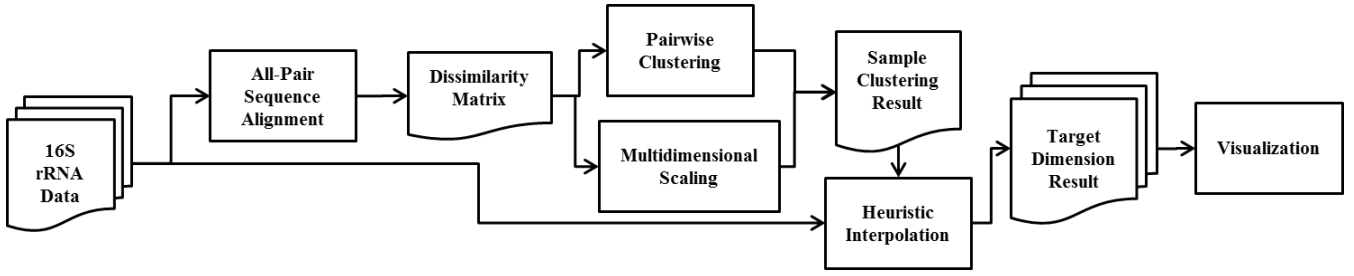 16S
rRNA
Data
All-Pair
Sequence
Alignment
Dissimilarity
Matrix
Pairwise
Clustering
Multidimensional
Scaling
Sample
Clustering
Result
Heuristic
Interpolation
Target
Dimension
Result
Visualization